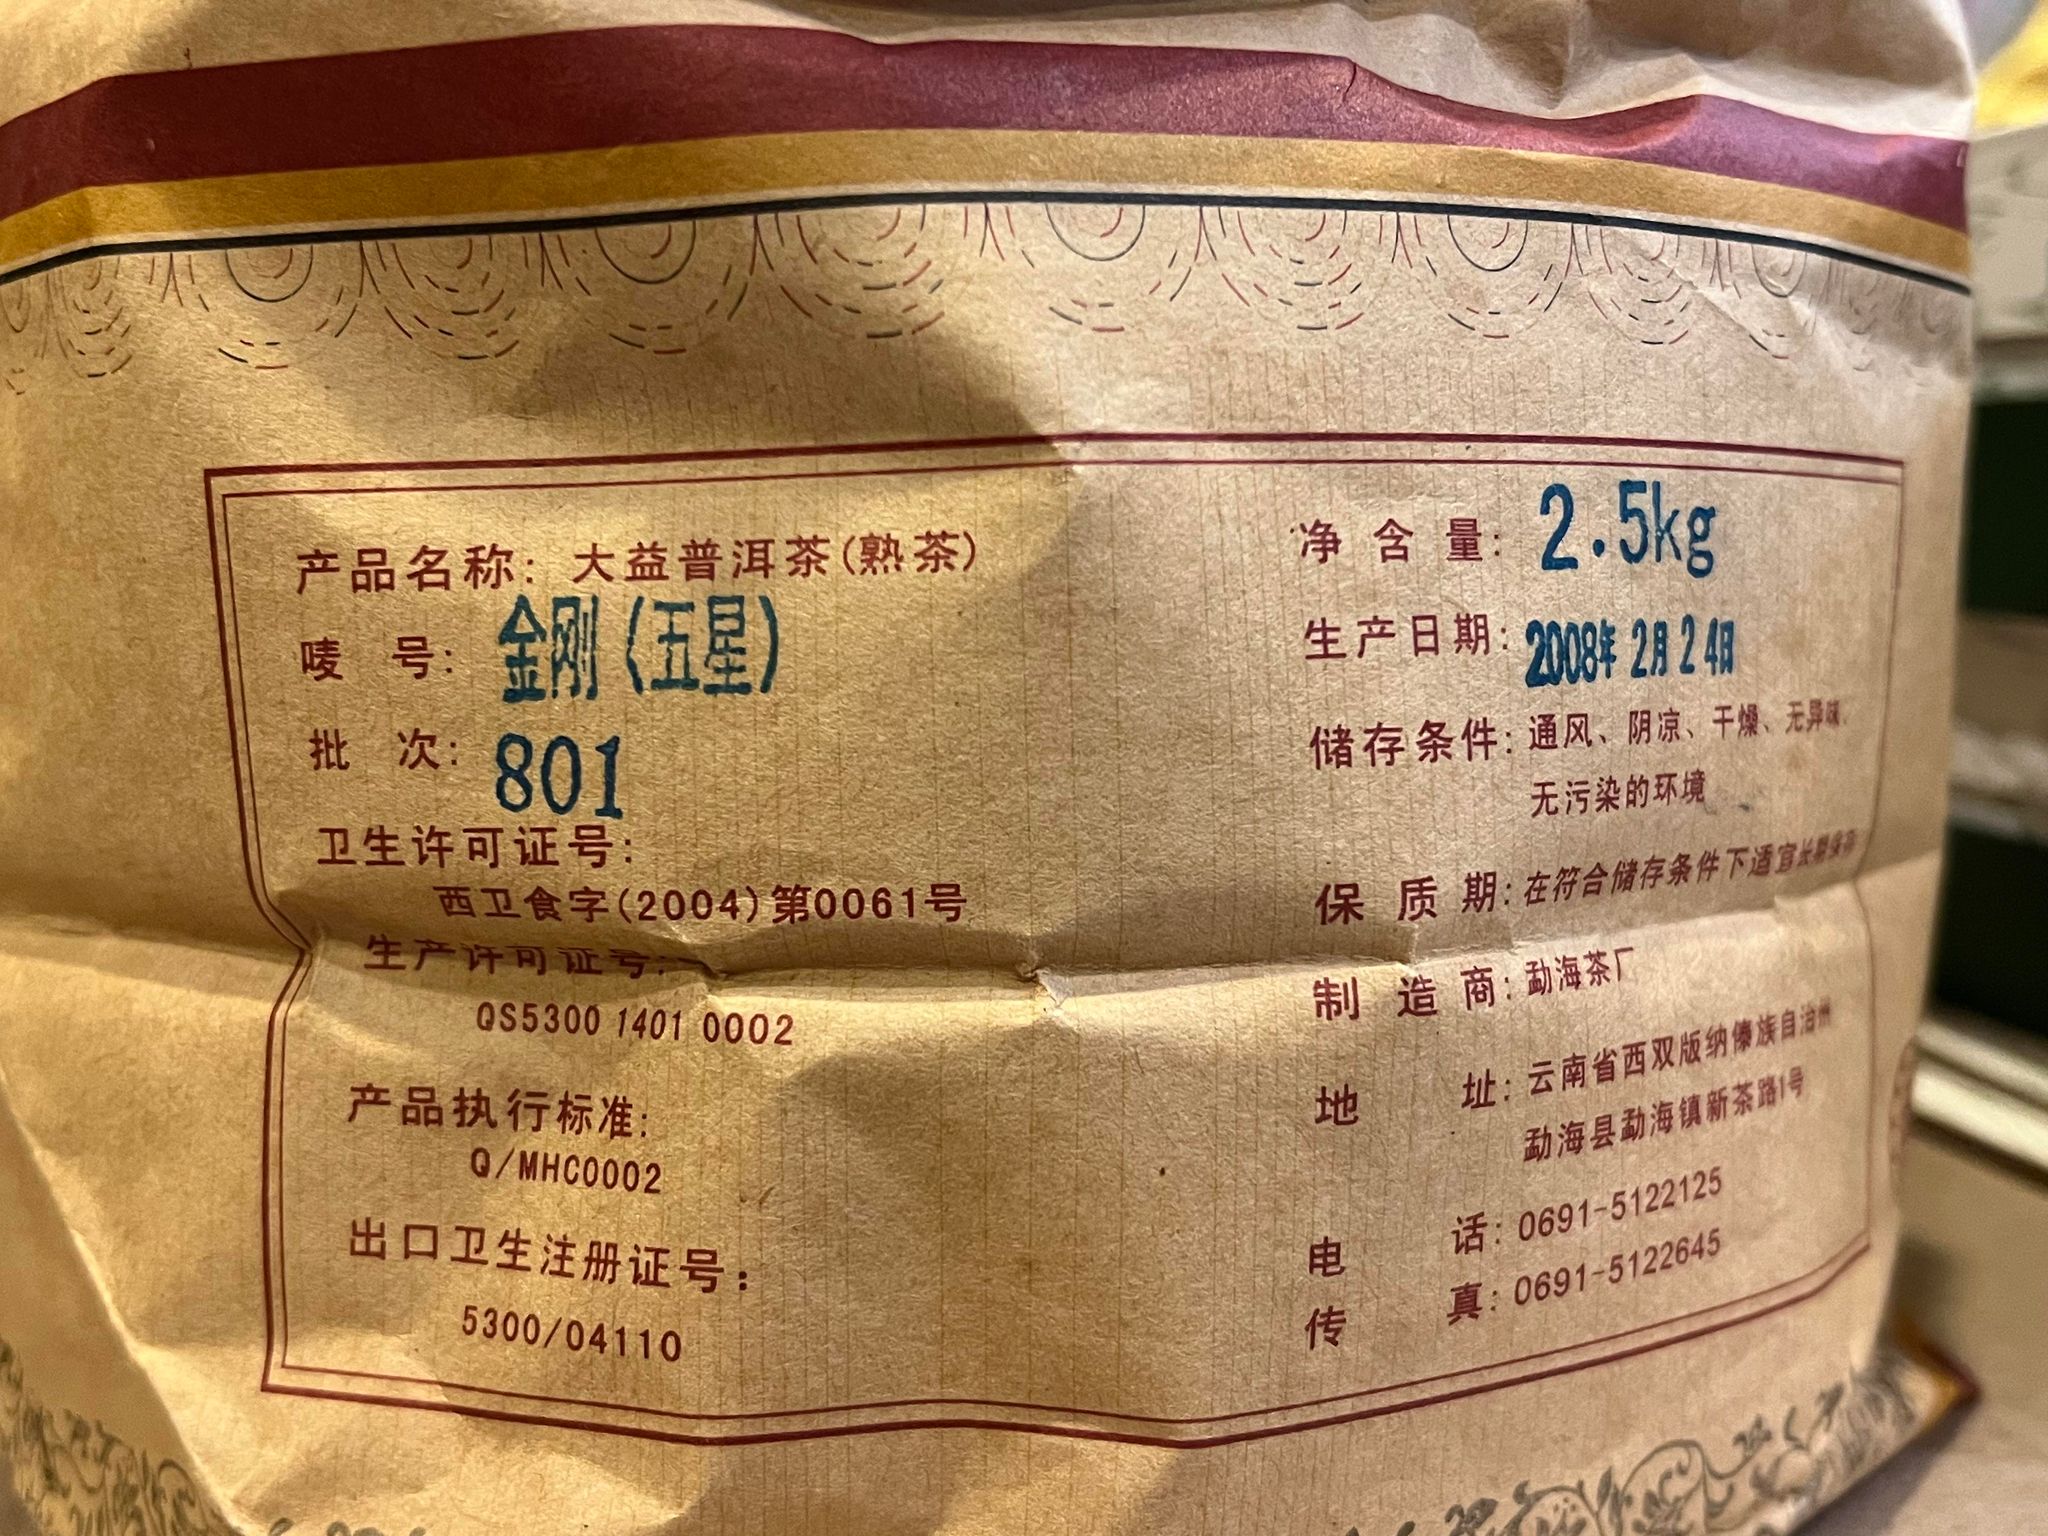 产品名称: 大益普洱茶(熟茶)
唛 号: 金刚(五星)
批 次: 801
卫生许可证号:
西卫食字(2004)第0061号
生产许可证号:
QS5300 1401 0002
产品执行标准:
Q/MHC0002
出口卫生注册证号:
5300/04110
净 含 量: 2.5kg
生产日期: 2008年 2月 24日
储存条件: 通风、阴凉、干燥、无异味、
无污染的环境
保 质 期: 在符合储存条件下适宜长期保存
制 造 商: 勐海茶厂
地 址: 云南省西双版纳傣族自治州
勐海县勐海镇新茶路1号
电 话: 0691-5122125
传 真: 0691-5122645